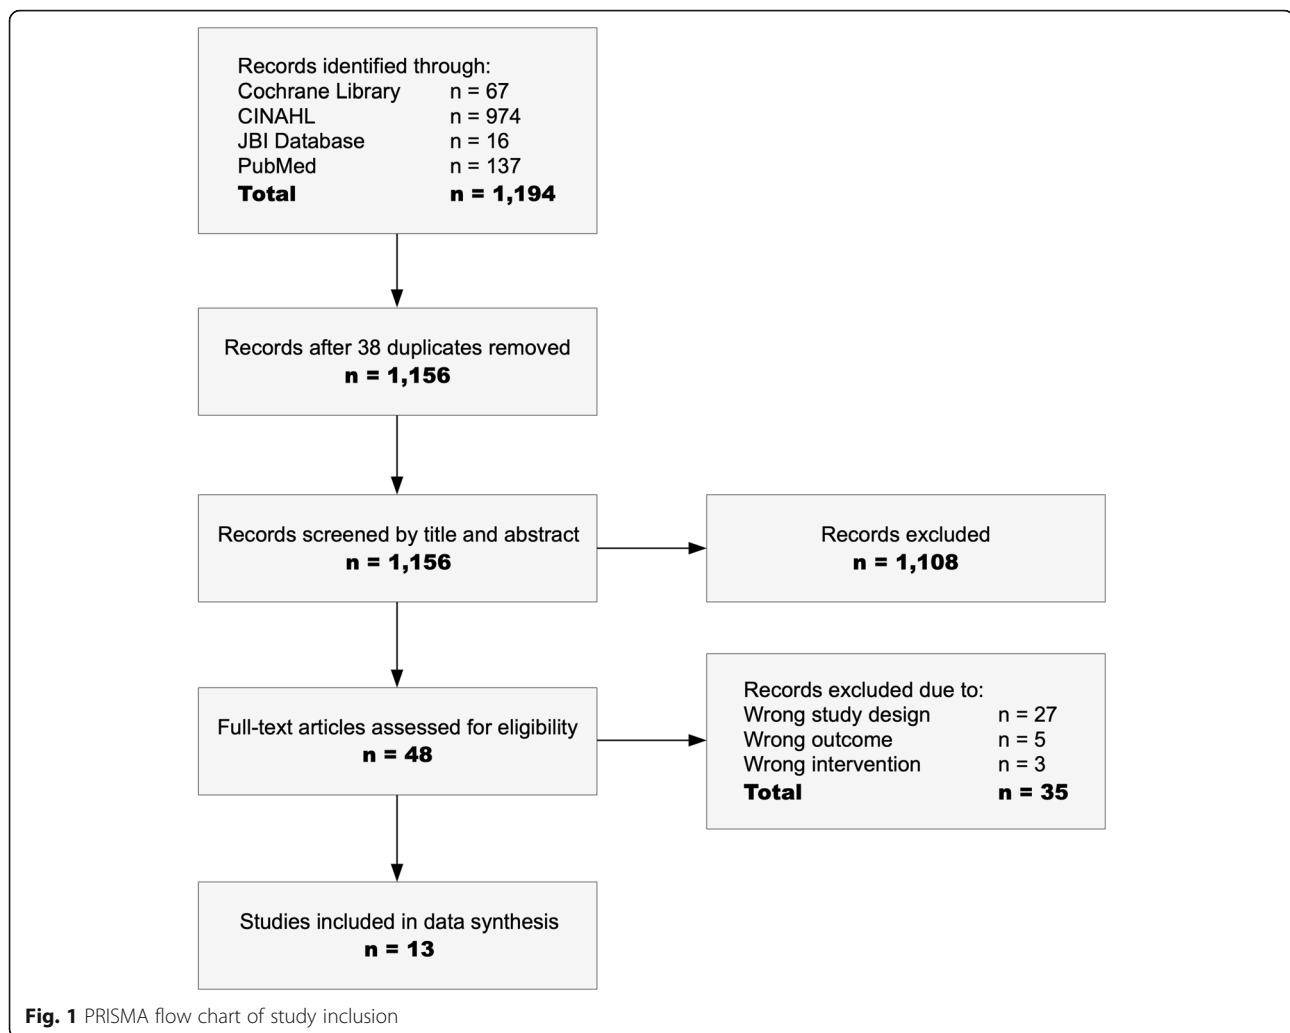 Records identified through:
Cochrane Library n = 67
CINAHL n = 974
JBI Database n = 16
PubMed n = 137
Total n = 1,194
Records after 38 duplicates removed
n = 1,156
Records screened by title and abstract
n = 1,156
Records excluded
n = 1,108
Full-text articles assessed for eligibility
n = 48
Records excluded due to:
Wrong study design n = 27
Wrong outcome n = 5
Wrong intervention n = 3
Total n = 35
Studies included in data synthesis
n = 13
Fig. 1 PRISMA flow chart of study inclusion